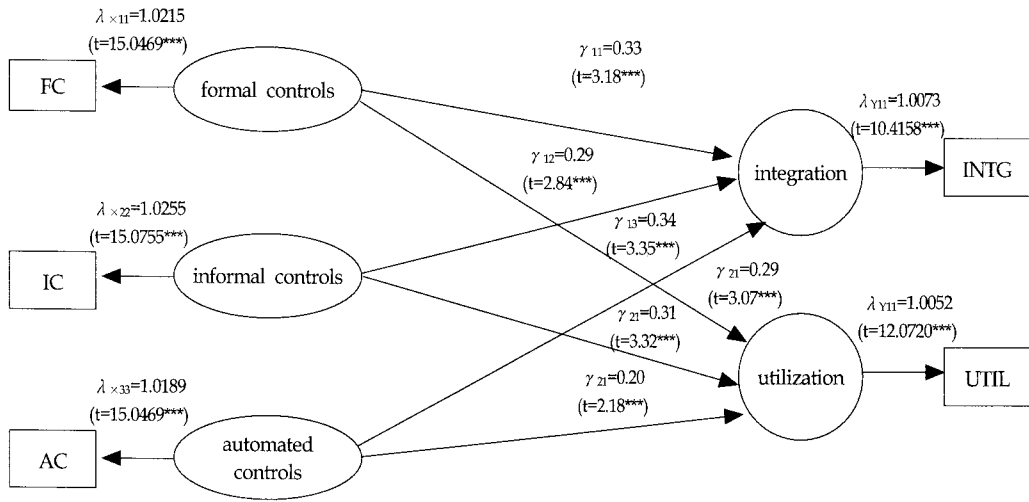 λ ×11=1.0215
(t=15.0469***)
FC
formal controls
γ 11=0.33
(t=3.18***)
λ Y11=1.0073
(t=10.4158***)
integration
INTG
γ 12=0.29
(t=2.84***)
λ ×22=1.0255
(t=15.0755***)
IC
informal controls
γ 13=0.34
(t=3.35***)
γ 21=0.29
(t=3.07***)
λ Y11=1.0052
(t=12.0720***)
γ 21=0.31
(t=3.32***)
utilization
UTIL
γ 21=0.20
(t=2.18***)
λ ×33=1.0189
(t=15.0469***)
AC
automated
controls